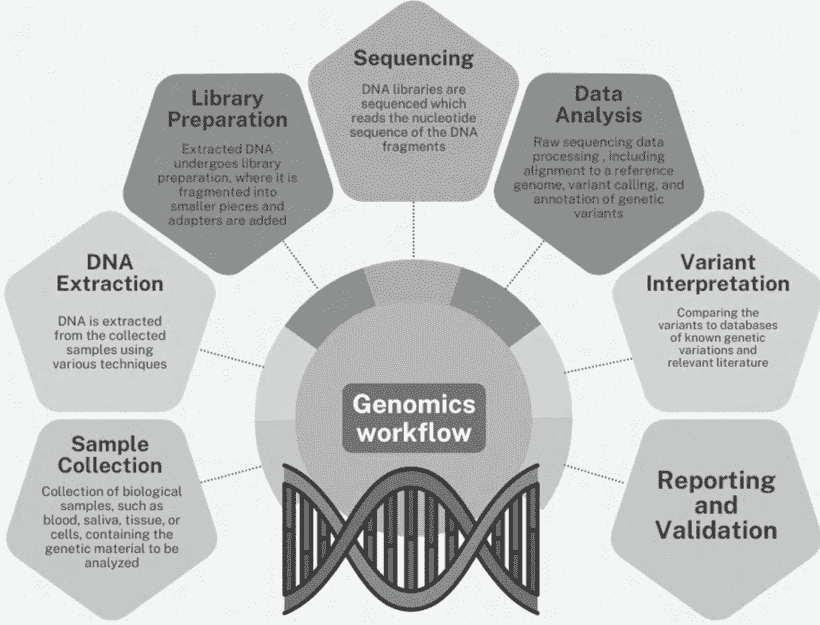 Sequencing
DNA libraries are
sequenced which
reads the nucleotide
sequence of the DNA
fragments
Library
Preparation
Extracted DNA
undergoes library
preparation, where it is
fragmented into
smaller pieces and
adapters are added
Data
Analysis
Raw sequencing data
processing , including
alignment to a reference
genome, variant calling, and
annotation of genetic
variants
DNA
Extraction
DNA is extracted
from the collected
samples using
various techniques
Variant
Interpretation
Comparing the
variants to databases
of known genetic
variations and
relevant literature
Genomics
workflow
Sample
Collection
Collection of biological
samples, such as
blood, saliva, tissue, or
cells, containing the
genetic material to be
analyzed
Reporting
and
Validation